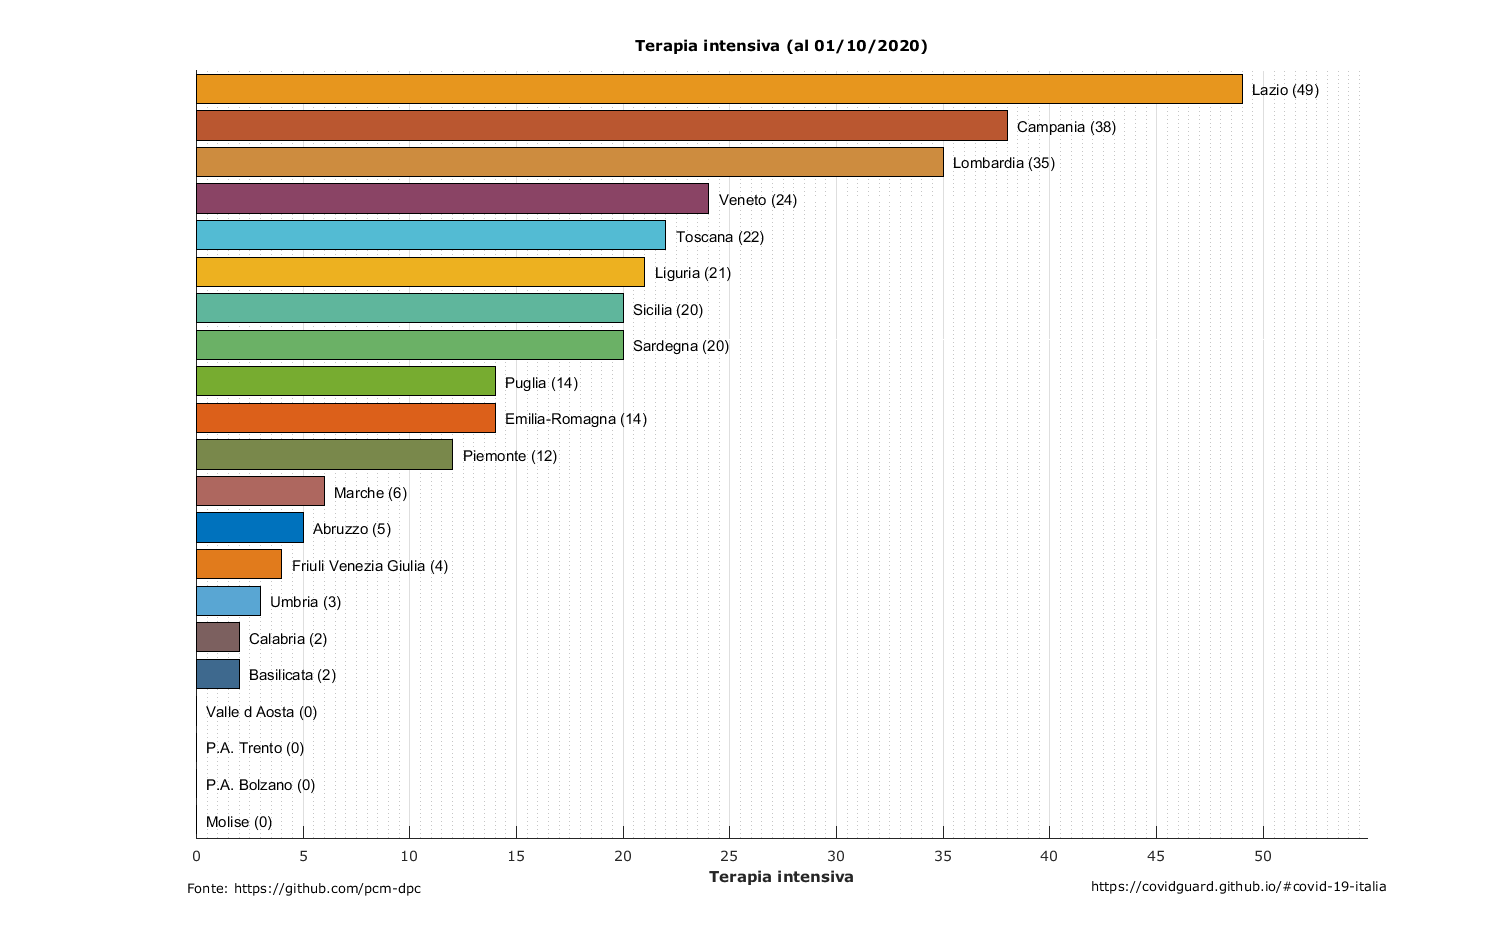 Terapia intensiva (al 01/10/2020)
Lazio (49)
Campania (38)
Lombardia (35)
Veneto (24)
Toscana (22)
Liguria (21)
Sicilia (20)
Sardegna (20)
Puglia (14)
Emilia-Romagna (14)
Piemonte (12)
Marche (6)
Abruzzo (5)
Friuli Venezia Giulia (4)
Umbria (3)
Calabria (2)
Basilicata (2)
Valle d Aosta (0)
P.A. Trento (0)
P.A. Bolzano (0)
Molise (0)
0 5 10 15 20 25 30 35 40 45 50
Terapia intensiva
Fonte: https://github.com/pcm-dpc
https://covidguard.github.io/#covid-19-italia